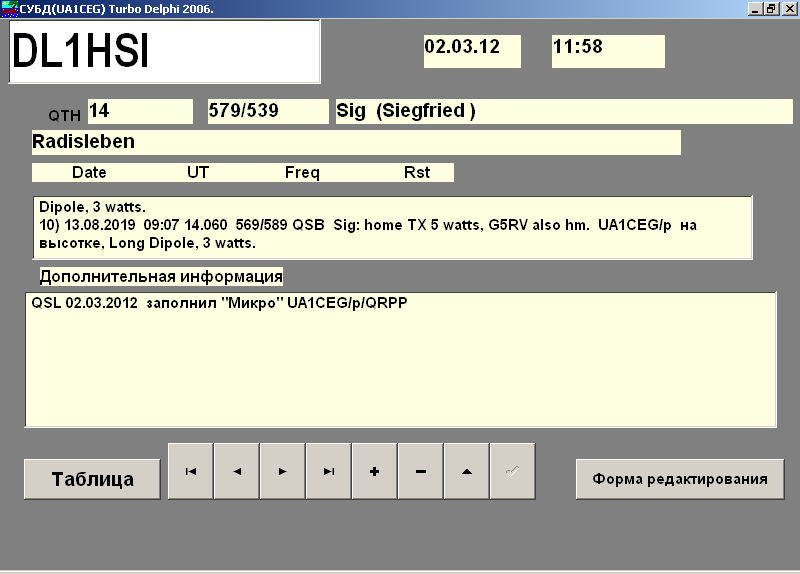 СУБД(UA1CEG) Turbo Delphi 2006.
DL1HSI
02.03.12 11:58
QTH 14 579/539 Sig (Siegfried )
Radisleben
Date UT Freq Rst
Dipole, 3 watts.
10) 13.08.2019 09:07 14.060 569/589 QSB Sig: home TX 5 watts, G5RV also hm. UA1CEG/p на
высотке, Long Dipole, 3 watts.
Дополнительная информация
QSL 02.03.2012 заполнил "Микро" UA1CEG/p/QRPP
Таблица
Форма редактирования